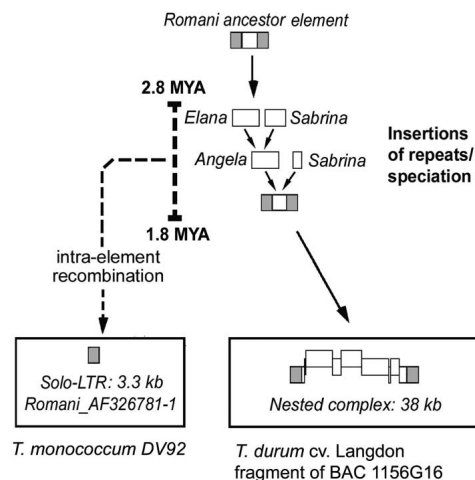 Romani ancestor element
2.8 MYA
Elana Sabrina
Insertions
of repeats/
speciation
Angela Sabrina
1.8 MYA
intra-element
recombination
Solo-LTR: 3.3 kb
Romani_AF326781-1
Nested complex: 38 kb
T. monococcum DV92
T. durum cv. Langdon
fragment of BAC 1156G16